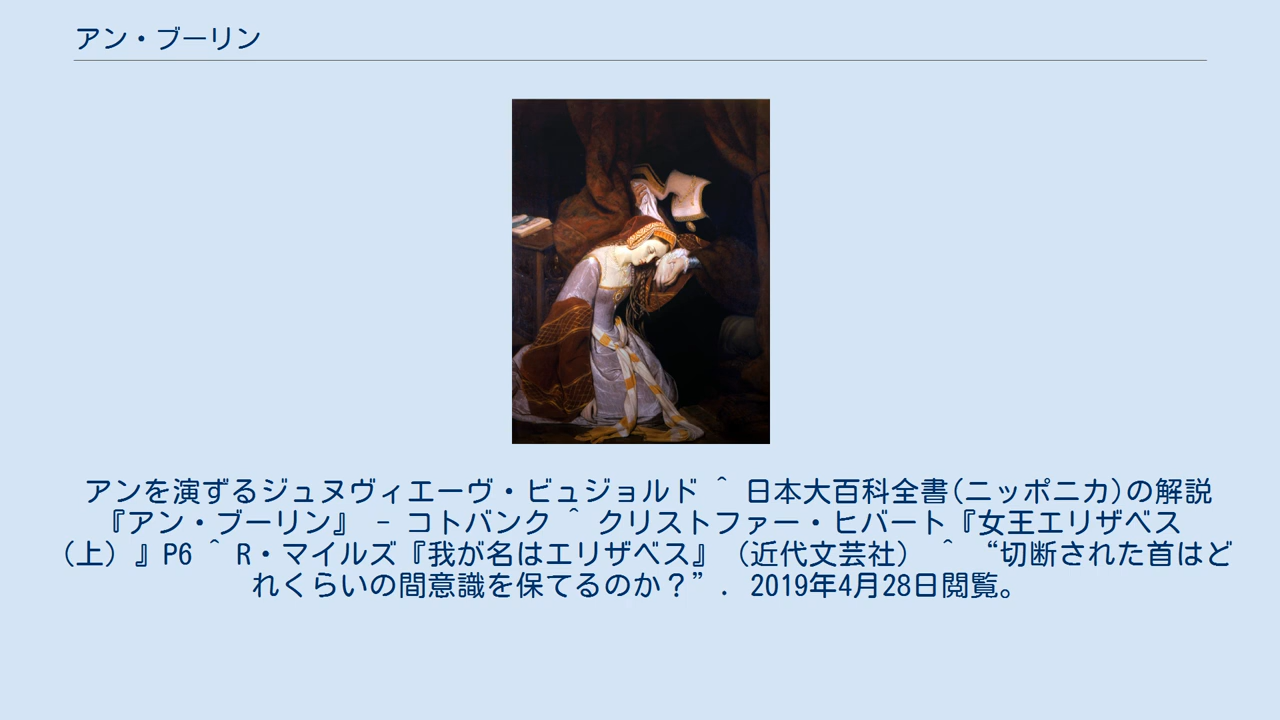 アン・ブーリン
アンを演ずるジュヌヴィエーヴ・ビュジョルド ^ 日本大百科全書(ニッポニカ)の解説
『アン・ブーリン』 - コトバンク ^ クリストファー・ヒバート『女王エリザベス
（上）』P6 ^ R・マイルズ『我が名はエリザベス』（近代文芸社） ^ “切断された首はど
れくらいの間意識を保てるのか？”. 2019年4月28日閲覧。